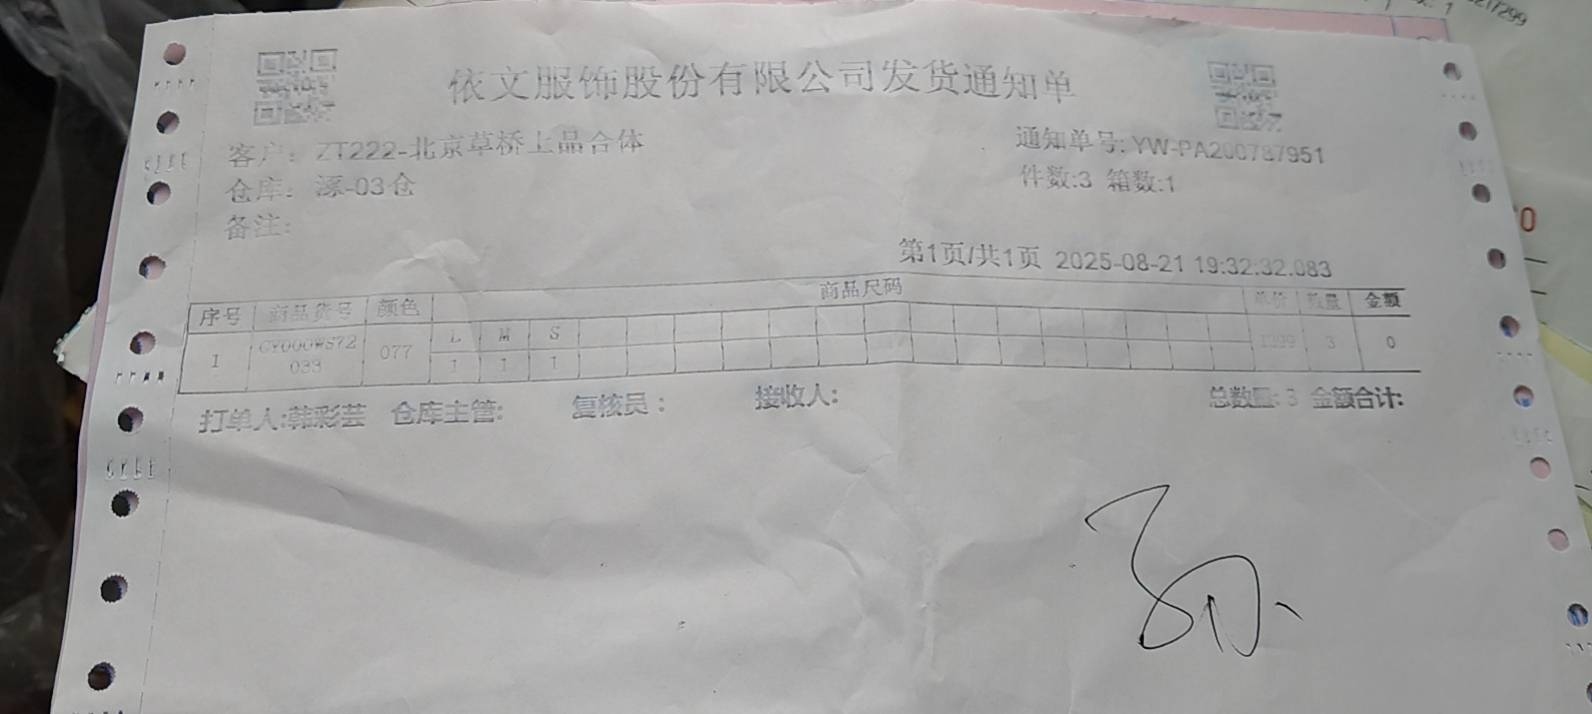 依文服饰股份有限公司发货通知单
客户: ZT222-北京草桥上品合体
通知单号: YW-PA200787951
仓库: 涿-03仓
件数:3 箱数:1
备注:
第1页/共1页 2025-08-21 19:32:32.083
序号 商品货号 颜色 商品尺码 单价 数量 金额
L M S
1 077 1 1 1 3 0
033
打单人:韩彩芸 仓库主管: 复核员: 接收人: 总数量: 3 金额合计: